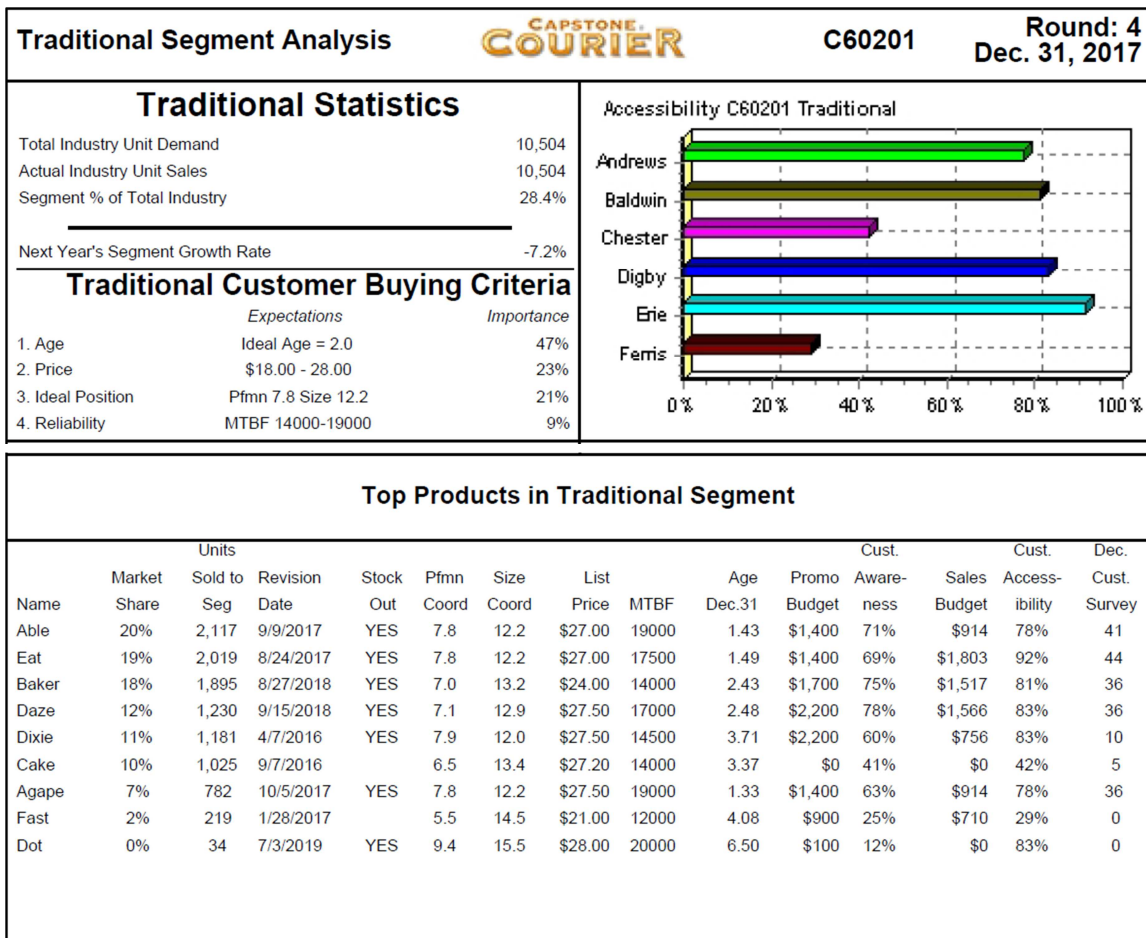 Traditional Segment Analysis
CAPSTONE
COURIER
C60201
Round: 4
Dec. 31, 2017
Traditional Statistics
Total Industry Unit Demand 10,504
Actual Industry Unit Sales 10,504
Segment % of Total Industry 28.4%
Next Year's Segment Growth Rate -7.2%
Traditional Customer Buying Criteria
Expectations Importance
1. Age Ideal Age = 2.0 47%
2. Price $18.00 - 28.00 23%
3. Ideal Position Pfmn 7.8 Size 12.2 21%
4. Reliability MTBF 14000-19000 9%
Accessibility C60201 Traditional
Andrews
Baldwin
Chester
Digby
Erie
Ferris
0% 20% 40% 60% 80% 100%
Top Products in Traditional Segment
Units Cust. Cust. Dec.
Market Sold to Revision Stock Pfmn Size List Age Promo Aware- Sales Access- Cust.
Name Share Seg Date Out Coord Coord Price MTBF Dec.31 Budget ness Budget ibility Survey
Able 20% 2,117 9/9/2017 YES 7.8 12.2 $27.00 19000 1.43 $1,400 71% $914 78% 41
Eat 19% 2,019 8/24/2017 YES 7.8 12.2 $27.00 17500 1.49 $1,400 69% $1,803 92% 44
Baker 18% 1,895 8/27/2018 YES 7.0 13.2 $24.00 14000 2.43 $1,700 75% $1,517 81% 36
Daze 12% 1,230 9/15/2018 YES 7.1 12.9 $27.50 17000 2.48 $2,200 78% $1,566 83% 36
Dixie 11% 1,181 4/7/2016 YES 7.9 12.0 $27.50 14500 3.71 $2,200 60% $756 83% 10
Cake 10% 1,025 9/7/2016 6.5 13.4 $27.20 14000 3.37 $0 41% $0 42% 5
Agape 7% 782 10/5/2017 YES 7.8 12.2 $27.50 19000 1.33 $1,400 63% $914 78% 36
Fast 2% 219 1/28/2017 5.5 14.5 $21.00 12000 4.08 $900 25% $710 29% 0
Dot 0% 34 7/3/2019 YES 9.4 15.5 $28.00 20000 6.50 $100 12% $0 83% 0